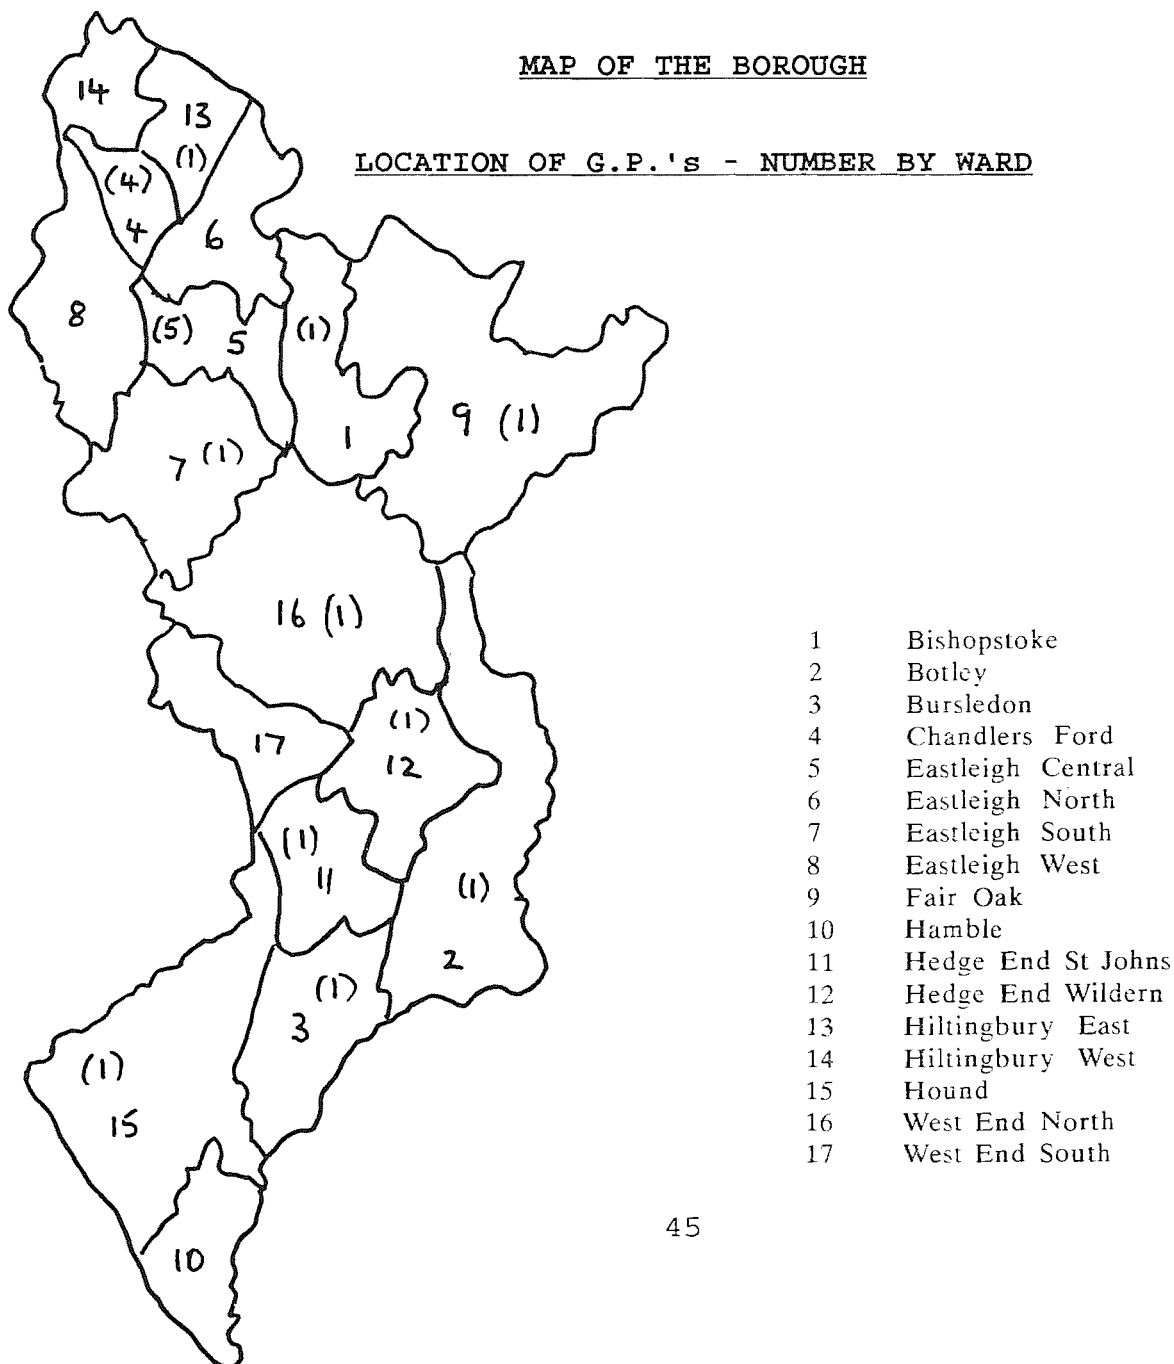 MAP OF THE BOROUGH
LOCATION OF G.P.'s - NUMBER BY WARD
14
13
(1)
(4)
4
6
8
(5)
5
(1)
1
9 (1)
7 (1)
16 (1)
17
(1)
12
(1)
11
(1)
2
(1)
3
(1)
15
10
1 Bishopstoke
2 Botley
3 Bursledon
4 Chandlers Ford
5 Eastleigh Central
6 Eastleigh North
7 Eastleigh South
8 Eastleigh West
9 Fair Oak
10 Hamble
11 Hedge End St Johns
12 Hedge End Wildern
13 Hiltingbury East
14 Hiltingbury West
15 Hound
16 West End North
17 West End South
45